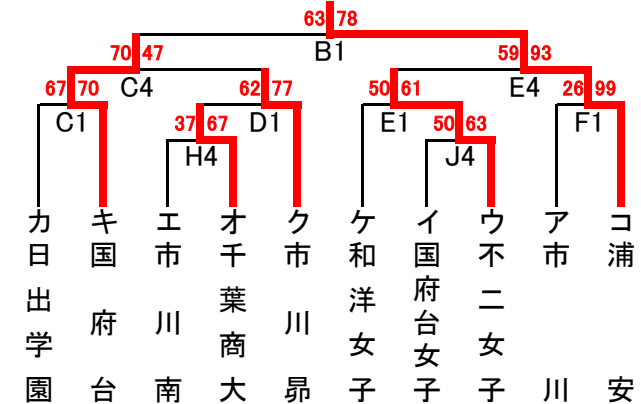 63 78
B1
70 47
59 93
C4
E4
67 70
62 77
50 61
26 99
C1
D1
E1
F1
37 67
50 63
H4
J4
カ日出学園
キ国府台
エ市川南
オ千葉商大
ク市川昴
ケ和洋女子
イ国府台女子
ウ不二女子
ア市川
コ浦安